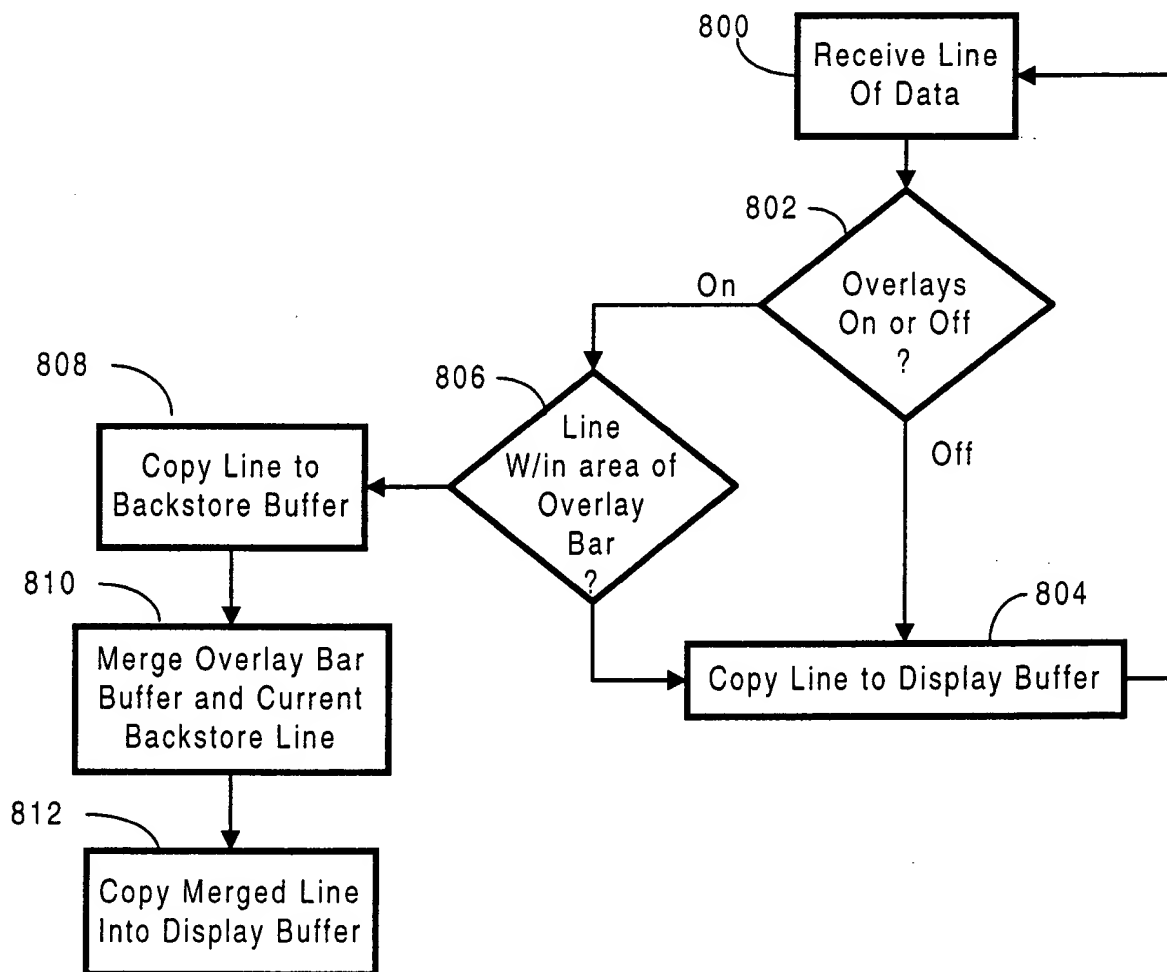 800
Receive Line
Of Data
802
Overlays
On or Off
?
On
Off
806
Line
W/in area of
Overlay
Bar
?
808
Copy Line to
Backstore Buffer
804
Copy Line to Display Buffer
810
Merge Overlay Bar
Buffer and Current
Backstore Line
812
Copy Merged Line
Into Display Buffer